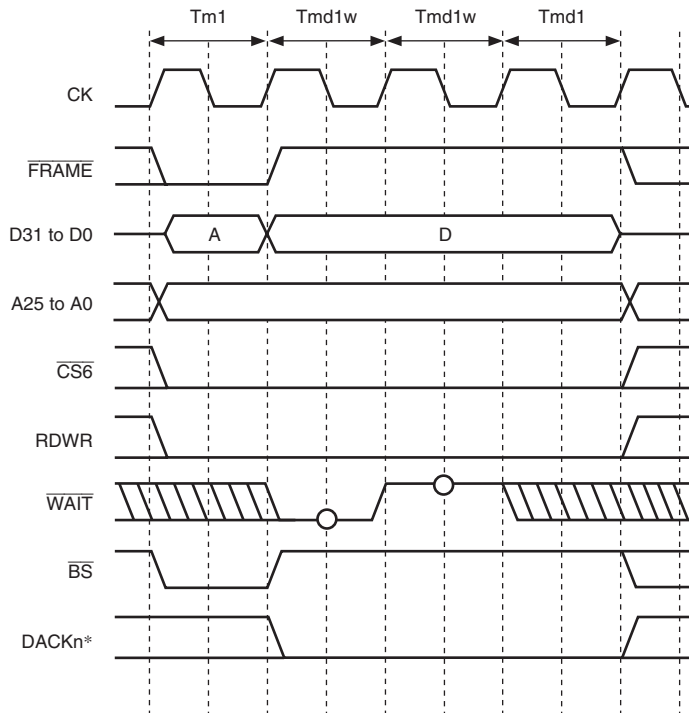 Tm1 Tmd1w Tmd1w Tmd1
CK
FRAME
D31 to D0 A D
A25 to A0
CS6
RDWR
WAIT
BS
DACKn*